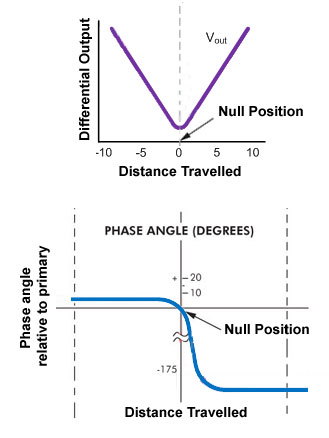 Differential Output
Vout
Null Position
-10 -5 0 5 10
Distance Travelled
PHASE ANGLE (DEGREES)
Phase angle
relative to primary
+ 20
- 10
Null Position
-175
Distance Travelled